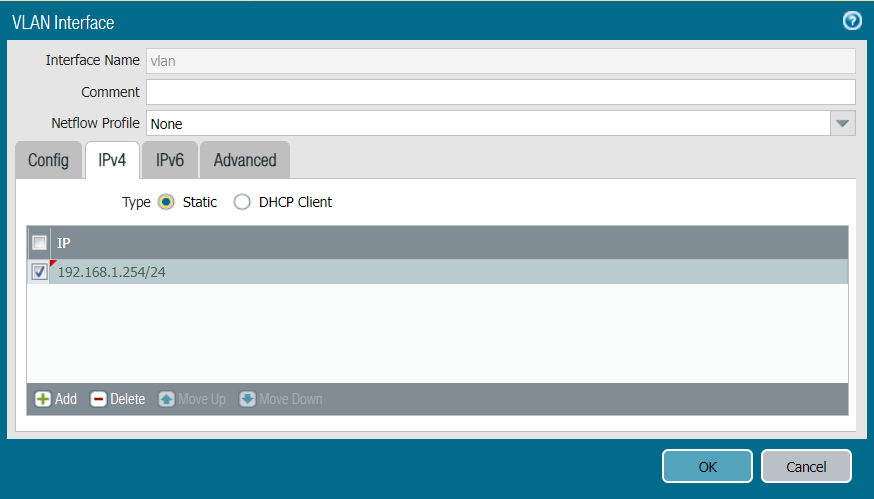 VLAN Interface
Interface Name vlan
Comment
Netflow Profile None
Config IPv4 IPv6 Advanced
Type Static DHCP Client
IP
192.168.1.254/24
Add Delete Move Up Move Down
OK Cancel